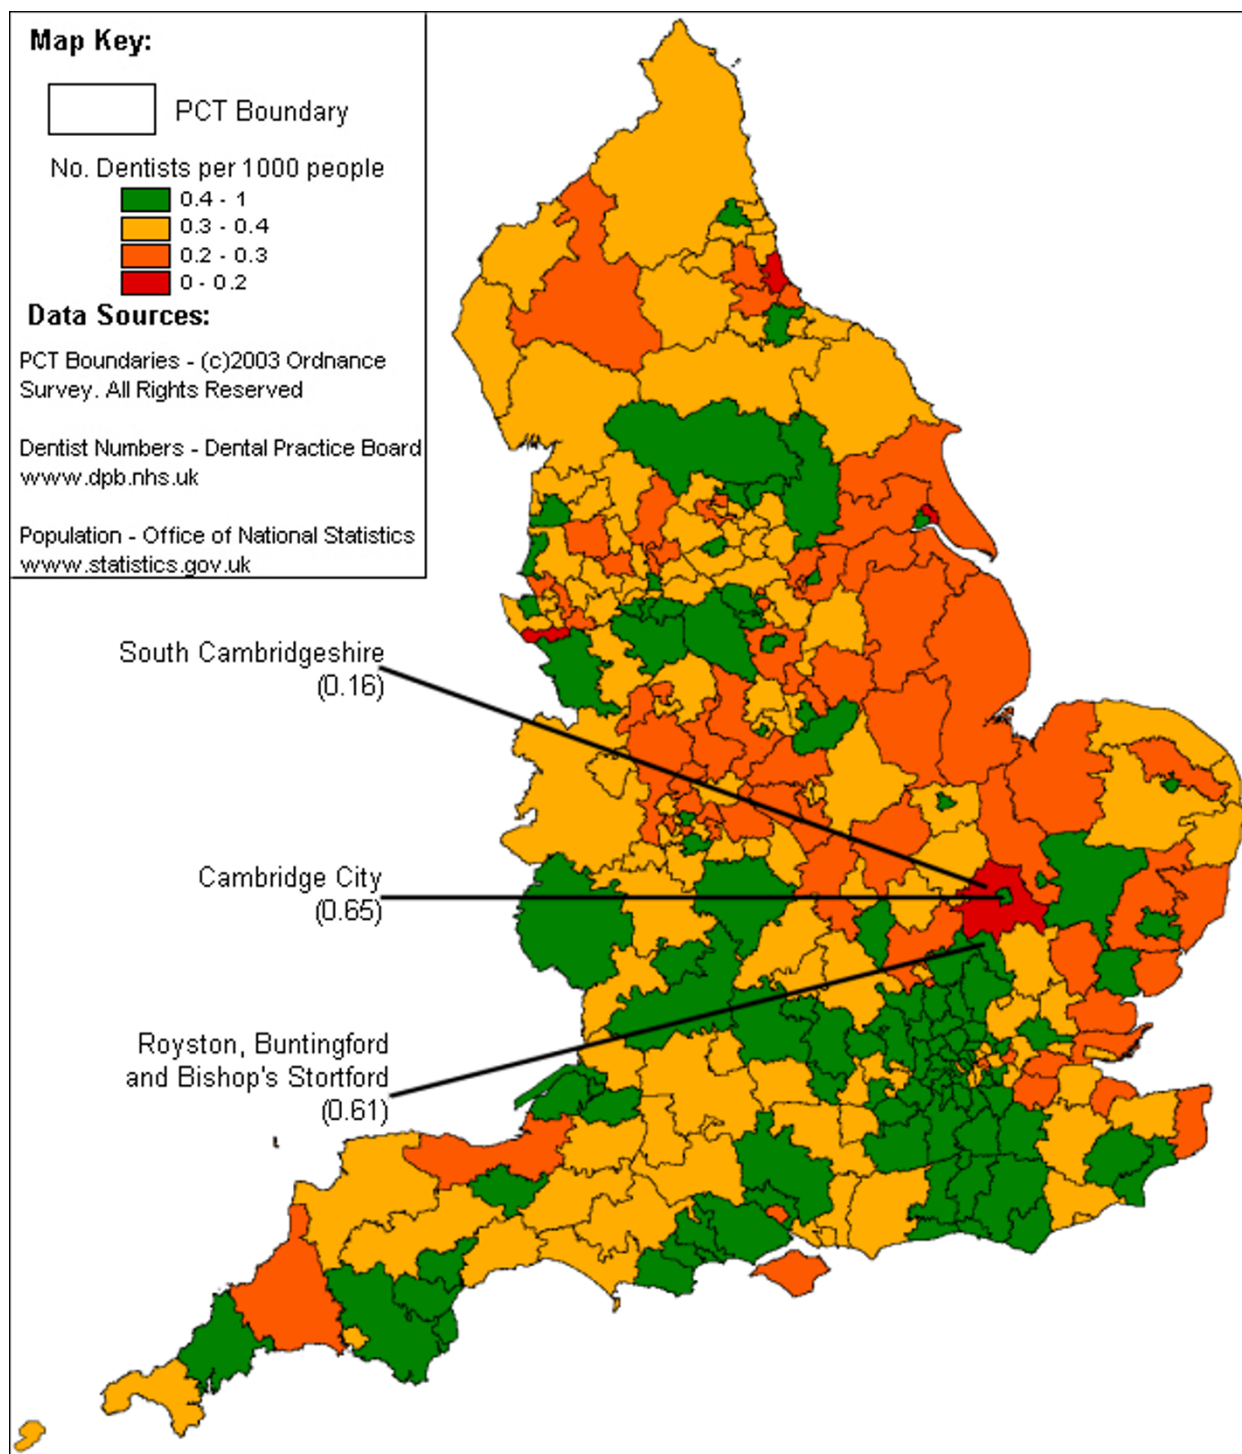 Map Key:
PCT Boundary
No. Dentists per 1000 people
0.4 - 1
0.3 - 0.4
0.2 - 0.3
0 - 0.2
Data Sources:
PCT Boundaries - (c)2003 Ordnance
Survey. All Rights Reserved
Dentist Numbers - Dental Practice Board
www.dpb.nhs.uk
Population - Office of National Statistics
www.statistics.gov.uk
South Cambridgeshire
(0.16)
Cambridge City
(0.65)
Royston, Buntingford
and Bishop's Stortford
(0.61)